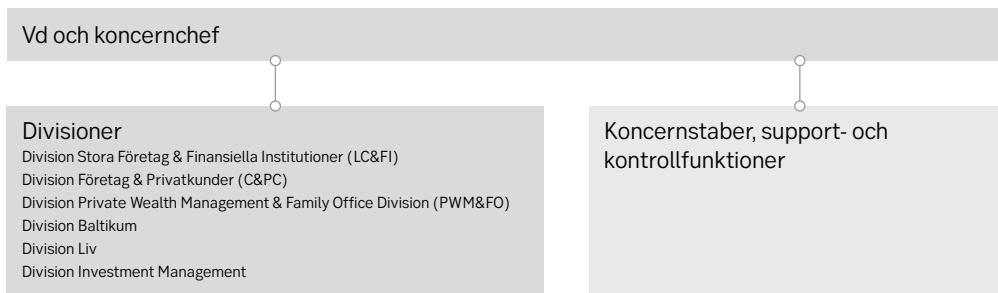 Vd och koncernchef
Divisioner
Division Stora Företag & Finansiella Institutioner (LC&FI)
Division Företag & Privatkunder (C&PC)
Division Private Wealth Management & Family Office Division (PWM&FO)
Division Baltikum
Division Liv
Division Investment Management
Koncernstaber, support- och
kontrollfunktioner